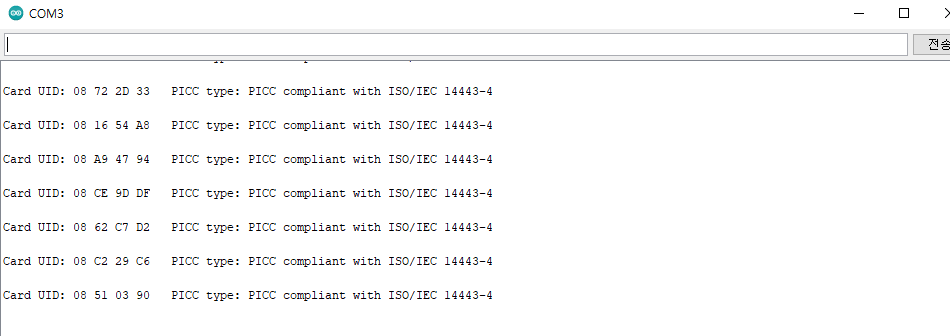 COM3
전송
Card UID: 08 72 2D 33 PICC type: PICC compliant with ISO/IEC 14443-4
Card UID: 08 16 54 A8 PICC type: PICC compliant with ISO/IEC 14443-4
Card UID: 08 A9 47 94 PICC type: PICC compliant with ISO/IEC 14443-4
Card UID: 08 CE 9D DF PICC type: PICC compliant with ISO/IEC 14443-4
Card UID: 08 62 C7 D2 PICC type: PICC compliant with ISO/IEC 14443-4
Card UID: 08 C2 29 C6 PICC type: PICC compliant with ISO/IEC 14443-4
Card UID: 08 51 03 90 PICC type: PICC compliant with ISO/IEC 14443-4